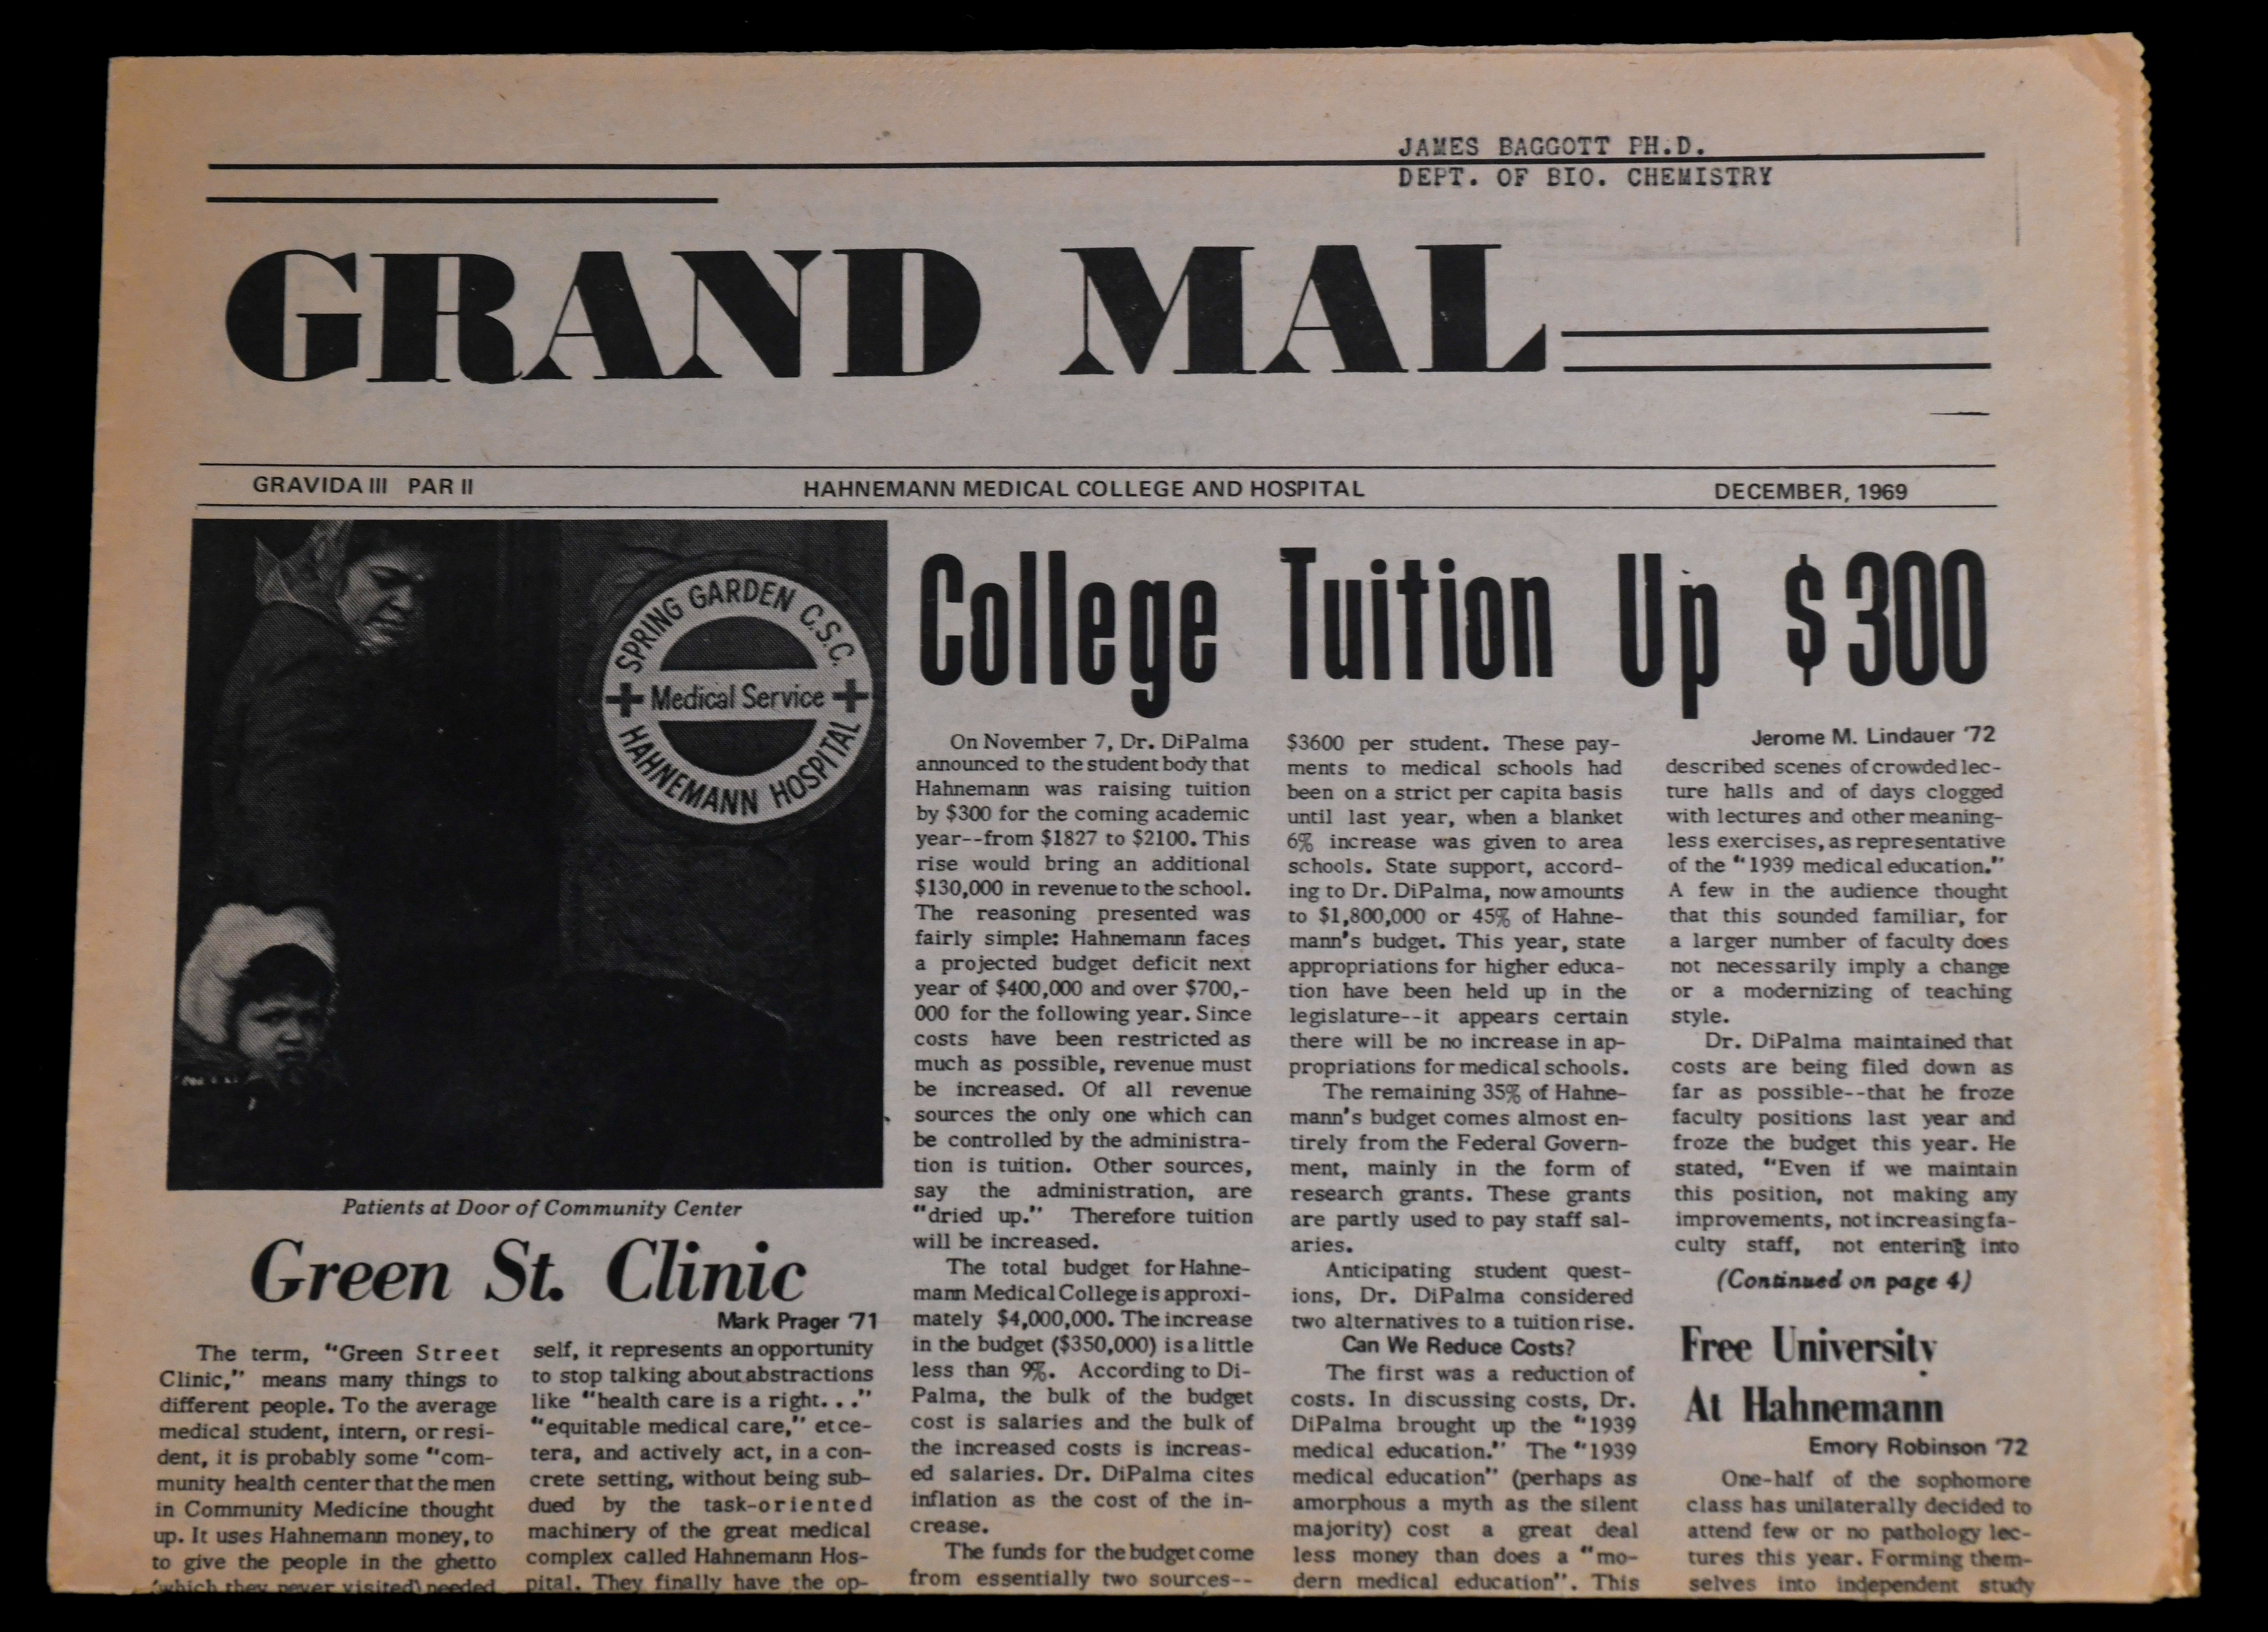 JAMES BAGGOTT PH.D.
DEPT. OF BIO. CHEMISTRY
GRAND MAL
GRAVIDA III PAR II
HAHNEMANN MEDICAL COLLEGE AND HOSPITAL
DECEMBER, 1969
SPRING GARDEN C.S.C.
+ Medical Service +
HAHNEMANN HOSPITAL
Patients at Door of Community Center
Green St. Clinic
Mark Prager '71
The term, "Green Street
Clinic," means many things to
different people. To the average
medical student, intern, or resi-
dent, it is probably some "com-
munity health center that the men
in Community Medicine thought
up. It uses Hahnemann money, to
to give the people in the ghetto
(which they never visited) needed
self, it represents an opportunity
to stop talking about abstractions
like "health care is a right..."
"equitable medical care," etce-
tera, and actively act, in a con-
crete setting, without being sub-
dued by the task-oriented
machinery of the great medical
complex called Hahnemann Hos-
pital. They finally have the op-
College Tuition Up $300
Jerome M. Lindauer '72
On November 7, Dr. DiPalma
announced to the student body that
Hahnemann was raising tuition
by $300 for the coming academic
year--from $1827 to $2100. This
rise would bring an additional
$130,000 in revenue to the school.
The reasoning presented was
fairly simple: Hahnemann faces
a projected budget deficit next
year of $400,000 and over $700,-
000 for the following year. Since
costs have been restricted as
much as possible, revenue must
be increased. Of all revenue
sources the only one which can
be controlled by the administra-
tion is tuition. Other sources,
say the administration, are
"dried up." Therefore tuition
will be increased.
The total budget for Hahne-
mann Medical College is approxi-
mately $4,000,000. The increase
in the budget ($350,000) is a little
less than 9%. According to Di-
Palma, the bulk of the budget
cost is salaries and the bulk of
the increased costs is increas-
ed salaries. Dr. DiPalma cites
inflation as the cost of the in-
crease.
The funds for the budget come
from essentially two sources--
$3600 per student. These pay-
ments to medical schools had
been on a strict per capita basis
until last year, when a blanket
6% increase was given to area
schools. State support, accord-
ing to Dr. DiPalma, now amounts
to $1,800,000 or 45% of Hahne-
mann's budget. This year, state
appropriations for higher educa-
tion have been held up in the
legislature--it appears certain
there will be no increase in ap-
propriations for medical schools.
The remaining 35% of Hahne-
mann's budget comes almost en-
tirely from the Federal Govern-
ment, mainly in the form of
research grants. These grants
are partly used to pay staff sal-
aries.
Anticipating student quest-
ions, Dr. DiPalma considered
two alternatives to a tuition rise.
Can We Reduce Costs?
The first was a reduction of
costs. In discussing costs, Dr.
DiPalma brought up the "1939
medical education." The "1939
medical education" (perhaps as
amorphous a myth as the silent
majority) cost a great deal
less money than does a "mo-
dern medical education". This
described scenes of crowded lec-
ture halls and of days clogged
with lectures and other meaning-
less exercises, as representative
of the "1939 medical education."
A few in the audience thought
that this sounded familiar, for
a larger number of faculty does
not necessarily imply a change
or a modernizing of teaching
style.
Dr. DiPalma maintained that
costs are being filed down as
far as possible--that he froze
faculty positions last year and
froze the budget this year. He
stated, "Even if we maintain
this position, not making any
improvements, not increasing fa-
culty staff, not entering into
(Continued on page 4)
Free University
At Hahnemann
Emory Robinson '72
One-half of the sophomore
class has unilaterally decided to
attend few or no pathology lec-
tures this year. Forming them-
selves into independent study